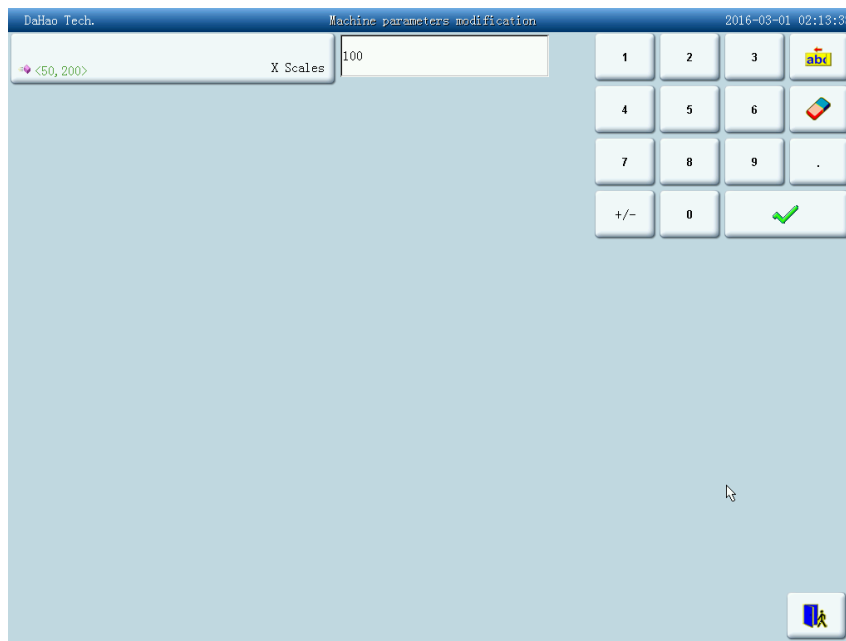 DaHao Tech. Machine parameters modification 2016-03-01 02:13:3
<50,200> X Scales 100
1 2 3 abc
4 5 6
7 8 9 .
+/- 0